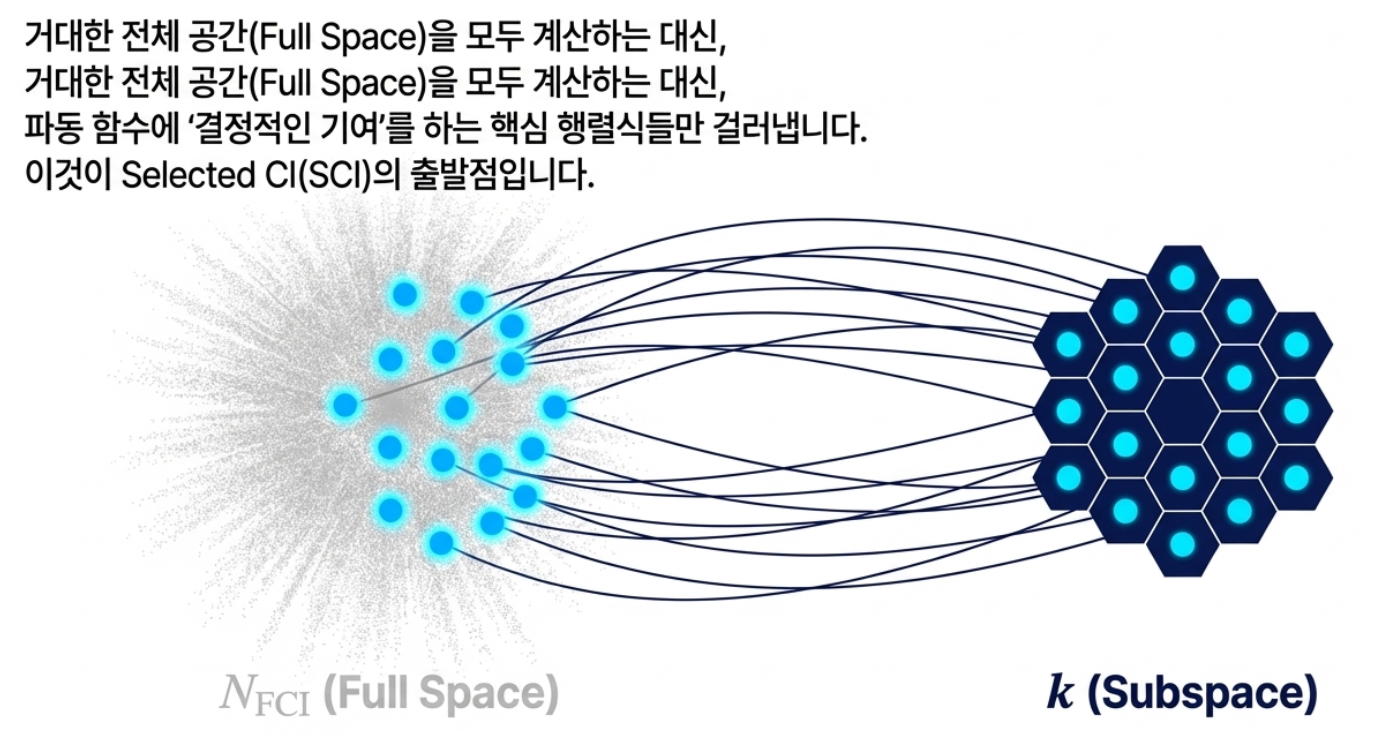 거대한 전체 공간(Full Space)을 모두 계산하는 대신,
거대한 전체 공간(Full Space)을 모두 계산하는 대신,
파동 함수에 ‘결정적인 기여’를 하는 핵심 행렬식들만 걸러냅니다.
이것이 Selected CI(SCI)의 출발점입니다.
N_FCI (Full Space)
k (Subspace)